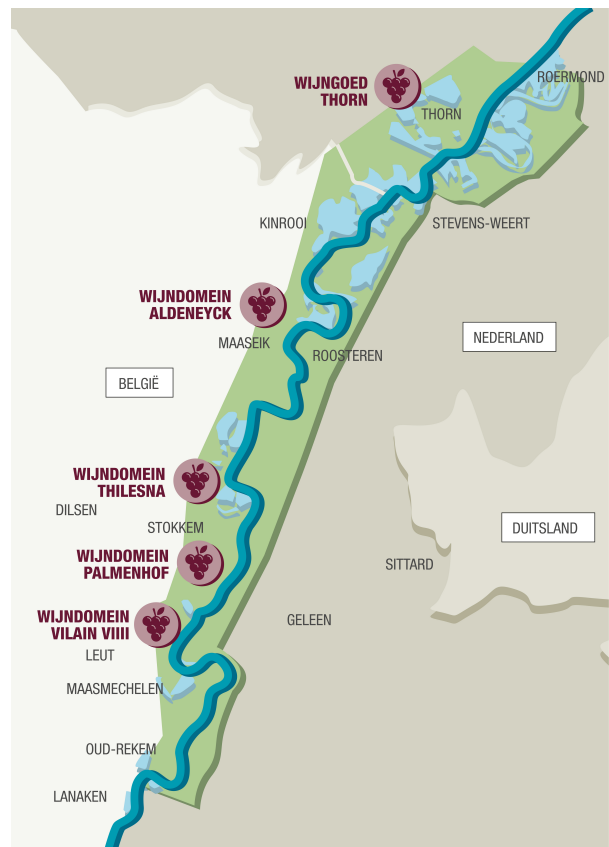 ROERMOND
WIJNGOED
THORN
THORN
KINROOI
STEVENS-WEERT
WIJNDOMEIN
ALDENEYCK
MAASEIK
NEDERLAND
ROOSTEREN
BELGIË
WIJNDOMEIN
THILESNA
DILSEN
STOKKEM
DUITSLAND
WIJNDOMEIN
PALMENHOF
SITTARD
WIJNDOMEIN
VILAIN VIIII
GELEEN
LEUT
MAASMECHELEN
OUD-REKEM
LANAKEN